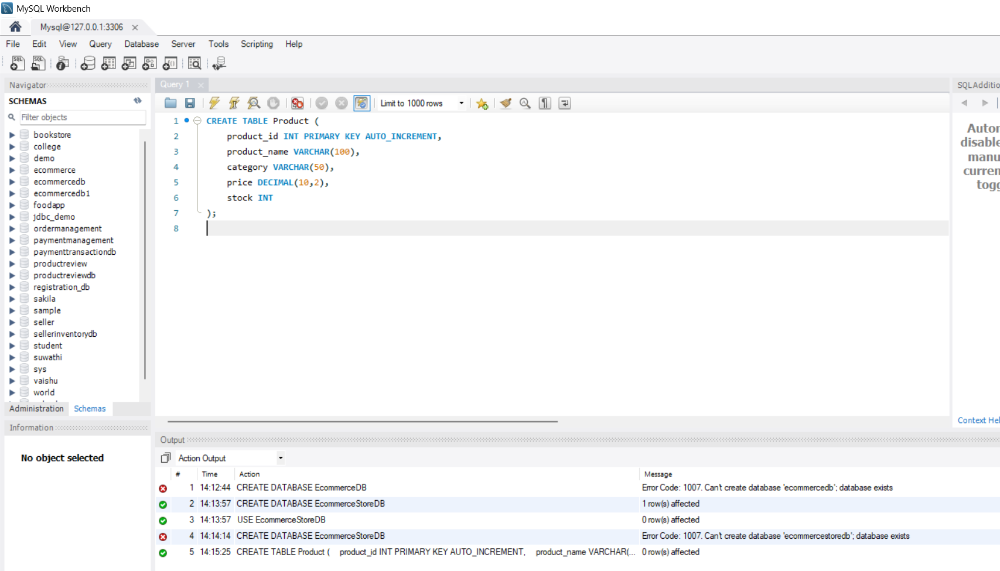 MySQL Workbench
Mysql@127.0.0.1:3306
File Edit View Query Database Server Tools Scripting Help
Navigator
SCHEMAS
Filter objects
bookstore
college
demo
ecommerce
ecommercedb
ecommercedb1
foodapp
jdbc_demo
ordermanagement
paymentmanagement
paymenttransactiondb
productreview
productreviewdb
registration_db
sakila
sample
seller
sellerinventorydb
student
suwathi
sys
vaishu
world
Administration Schemas
Information
No object selected
Query 1
Limit to 1000 rows
1 CREATE TABLE Product (
2 product_id INT PRIMARY KEY AUTO_INCREMENT,
3 product_name VARCHAR(100),
4 category VARCHAR(50),
5 price DECIMAL(10,2),
6 stock INT
7 );
8
Output
Action Output
# Time Action Message
1 14:12:44 CREATE DATABASE EcommerceDB Error Code: 1007. Can't create database 'ecommercedb'; database exists
2 14:13:57 CREATE DATABASE EcommerceStoreDB 1 row(s) affected
3 14:13:57 USE EcommerceStoreDB 0 row(s) affected
4 14:14:14 CREATE DATABASE EcommerceStoreDB Error Code: 1007. Can't create database 'ecommercestoredb'; database exists
5 14:15:25 CREATE TABLE Product ( product_id INT PRIMARY KEY AUTO_INCREMENT, product_name VARCHAR(... 0 row(s) affected
SQLAdditio
Autor
disable
manu
curren
togg
Context Hel